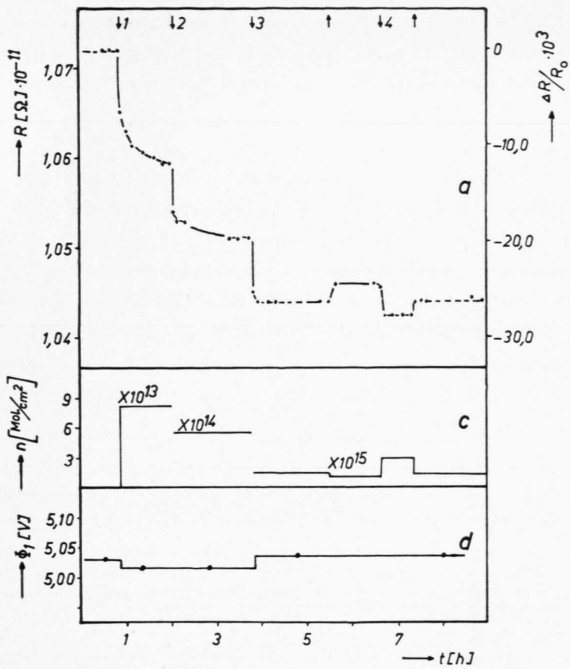 ↓1 ↓2 ↓3 ↑ ↓4 ↑
R [Ω]·10⁻¹¹
1,07
1,06
1,05
1,04
0
-10,0
-20,0
-30,0
ΔR/R₀ ·10³
a
n [Mol/cm²]
9
6
3
X10¹³
X10¹⁴
X10¹⁵
c
ϕ₁ [V]
5,10
5,05
5,00
d
1 3 5 7
t[h]